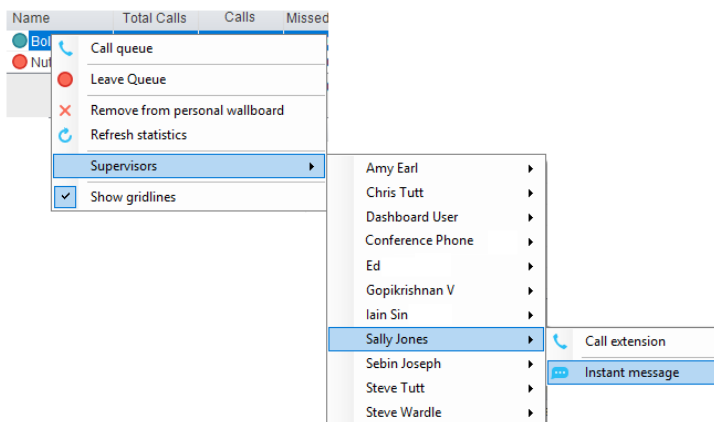 Name Total Calls Calls Missed
Bol
Nut
Call queue
Leave Queue
Remove from personal wallboard
Refresh statistics
Supervisors
Show gridlines
Amy Earl
Chris Tutt
Dashboard User
Conference Phone
Ed
Gopikrishnan V
Iain Sin
Sally Jones
Sebin Joseph
Steve Tutt
Steve Wardle
Call extension
Instant message